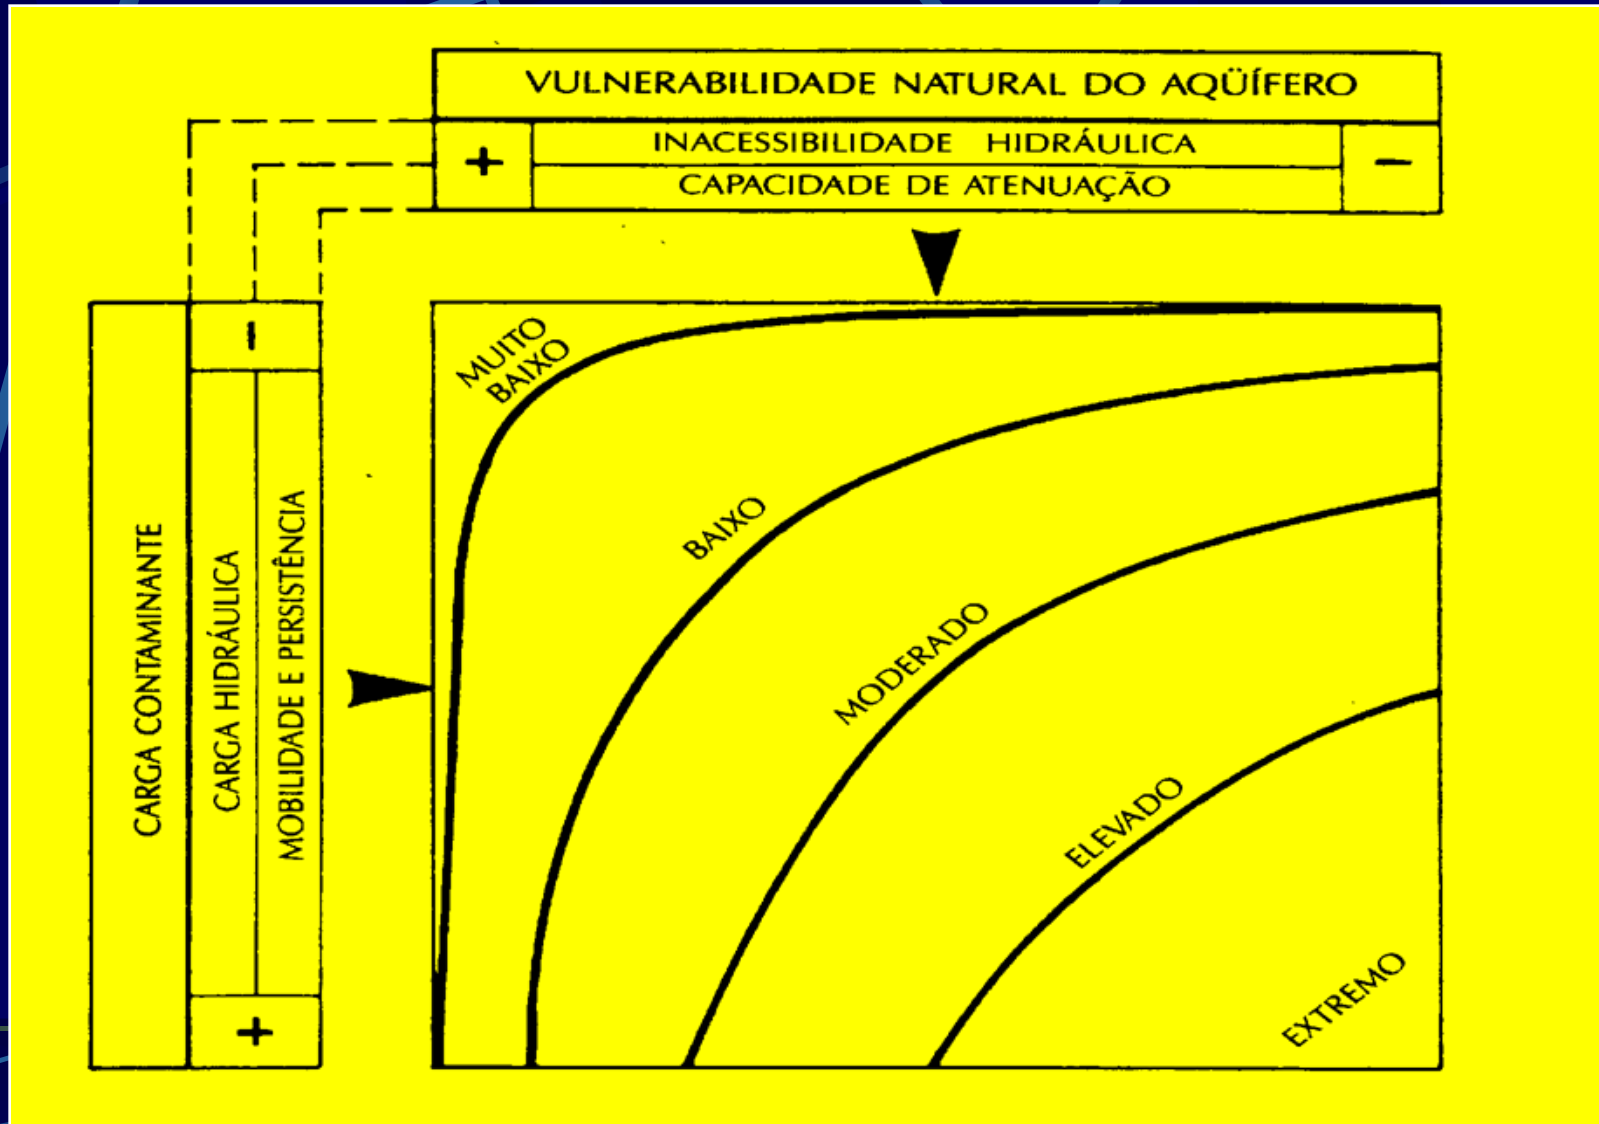 VULNERABILIDADE NATURAL DO AQÜÍFERO
+
INACESSIBILIDADE HIDRÁULICA
−
CAPACIDADE DE ATENUAÇÃO
CARGA CONTAMINANTE
−
CARGA HIDRÁULICA
MOBILIDADE E PERSISTÊNCIA
+
MUITO
BAIXO
BAIXO
MODERADO
ELEVADO
EXTREMO